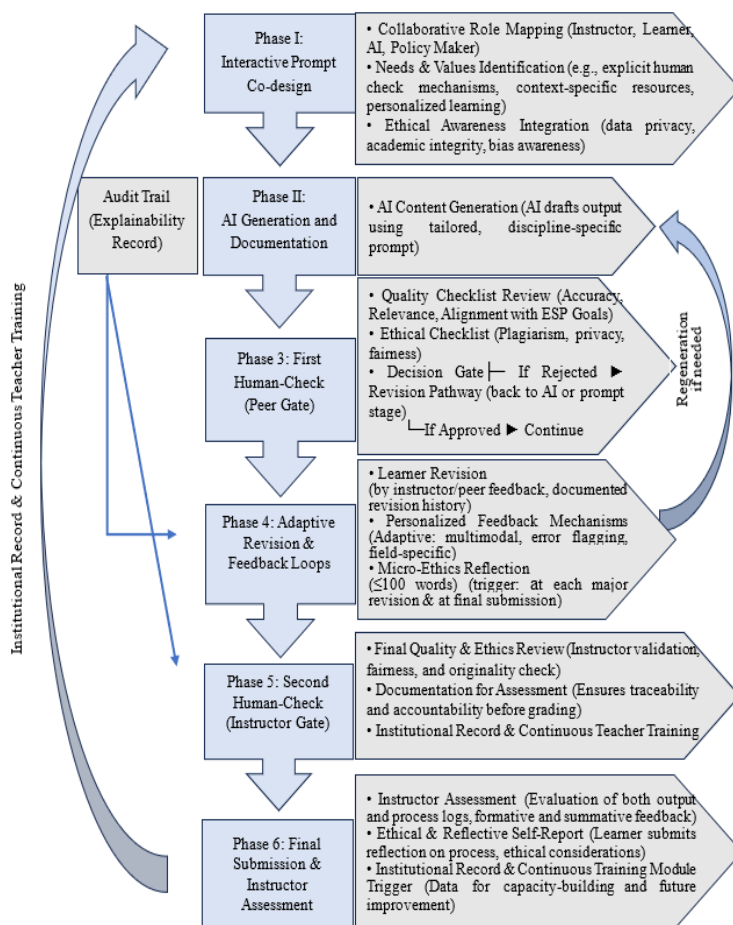 Phase I:
Interactive Prompt
Co-design
• Collaborative Role Mapping (Instructor, Learner,
AI, Policy Maker)
• Needs & Values Identification (e.g., explicit human
check mechanisms, context-specific resources,
personalized learning)
• Ethical Awareness Integration (data privacy,
academic integrity, bias awareness)
Audit Trail
(Explainability
Record)
Phase II:
AI Generation and
Documentation
• AI Content Generation (AI drafts output
using tailored, discipline-specific
prompt)
Phase 3: First
Human-Check
(Peer Gate)
• Quality Checklist Review (Accuracy,
Relevance, Alignment with ESP Goals)
• Ethical Checklist (Plagiarism, privacy,
fairness)
• Decision Gate├─ If Rejected ►
Revision Pathway (back to AI or prompt
stage)
└─If Approved ► Continue
Regeneration
if needed
Phase 4: Adaptive
Revision &
Feedback Loops
• Learner Revision
(by instructor/peer feedback, documented
revision history)
• Personalized Feedback Mechanisms
(Adaptive: multimodal, error flagging,
field-specific)
• Micro-Ethics Reflection
(≤100 words) (trigger: at each major
revision & at final submission)
Phase 5: Second
Human-Check
(Instructor Gate)
• Final Quality & Ethics Review (Instructor validation,
fairness, and originality check)
• Documentation for Assessment (Ensures traceability
and accountability before grading)
• Institutional Record & Continuous Teacher Training
Phase 6: Final
Submission &
Instructor
Assessment
• Instructor Assessment (Evaluation of both output
and process logs, formative and summative feedback)
• Ethical & Reflective Self-Report (Learner submits
reflection on process, ethical considerations)
• Institutional Record & Continuous Training Module
Trigger (Data for capacity-building and future
improvement)
Institutional Record & Continuous Teacher Training